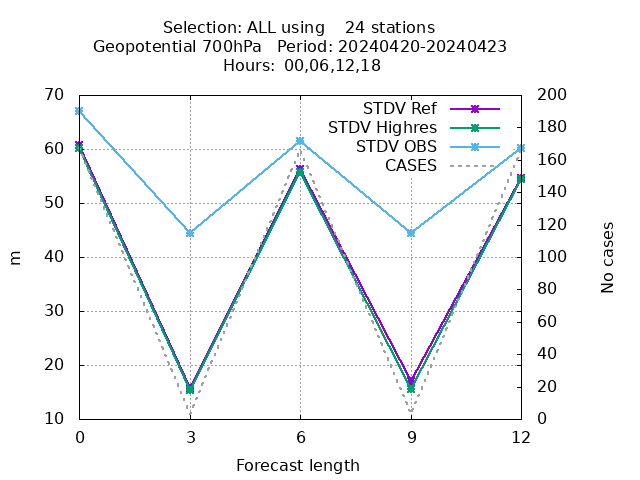 Selection: ALL using    24 stations
Geopotential 700hPa   Period: 20240420-20240423
Hours: 00,06,12,18
70
60
50
40
30
20
10
m
200
180
160
140
120
100
80
60
40
20
0
No cases
STDV Ref
STDV Highres
STDV OBS
CASES
0 3 6 9 12
Forecast length